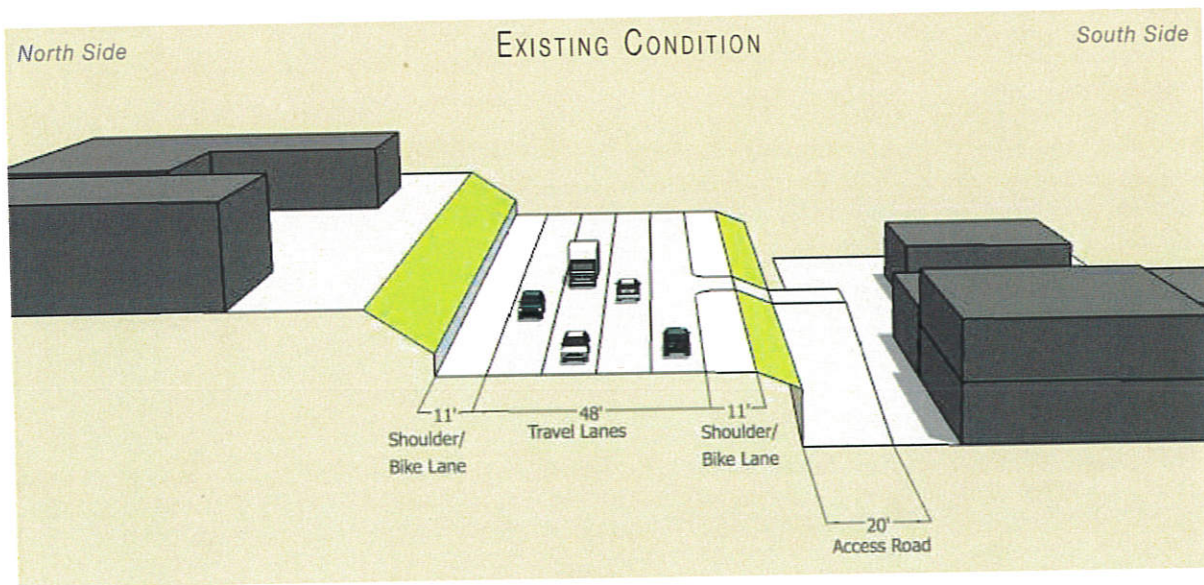 North Side
EXISTING CONDITION
South Side
11'
Shoulder/
Bike Lane
48'
Travel Lanes
11'
Shoulder/
Bike Lane
20'
Access Road